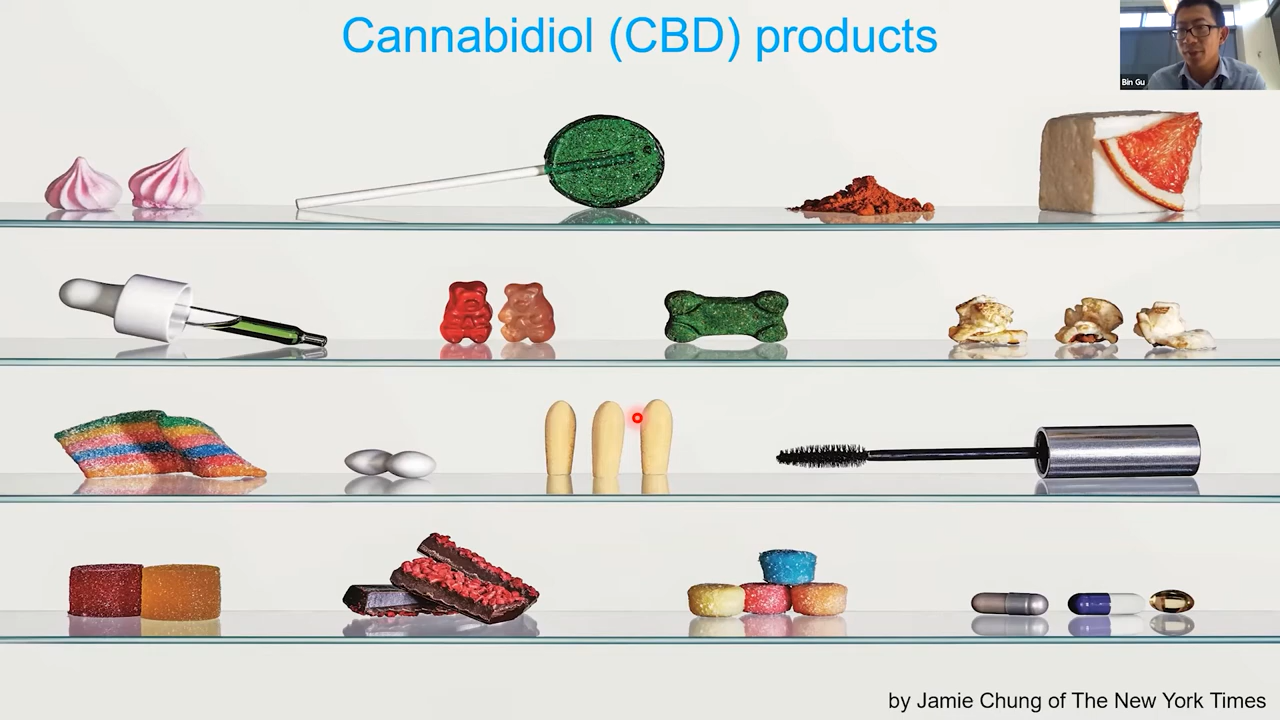 Cannabidiol (CBD) products
Bin Gu
by Jamie Chung of The New York Times